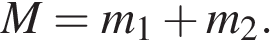 M = m₁ + m₂.